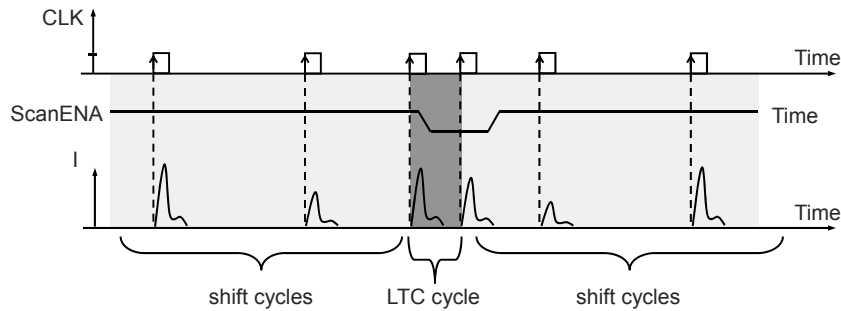 CLK
Time
ScanENA
Time
I
Time
shift cycles
LTC cycle
shift cycles